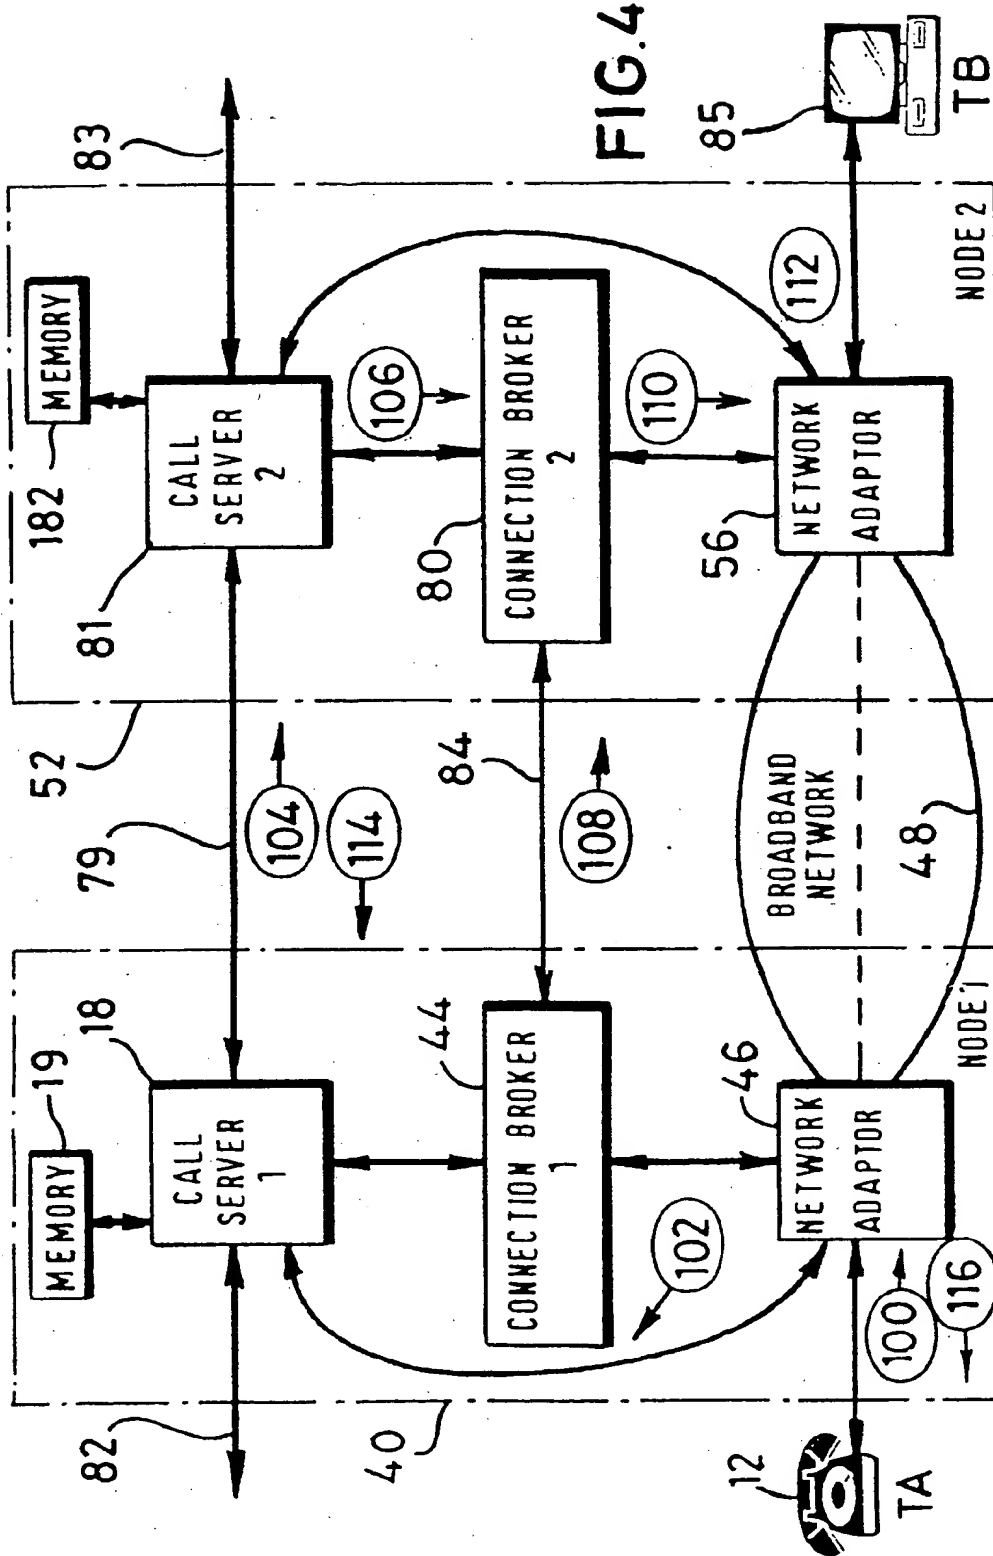 FIG.4
82
83
19
MEMORY
18
CALL
SERVER
1
79
104
114
52
81
182
MEMORY
CALL
SERVER
2
106
40
44
CONNECTION BROKER
1
84
108
80
CONNECTION BROKER
2
102
110
46
NETWORK
ADAPTOR
BROADBAND
NETWORK
48
56
NETWORK
ADAPTOR
112
85
12
TA
100
116
NODE 1
NODE 2
TB